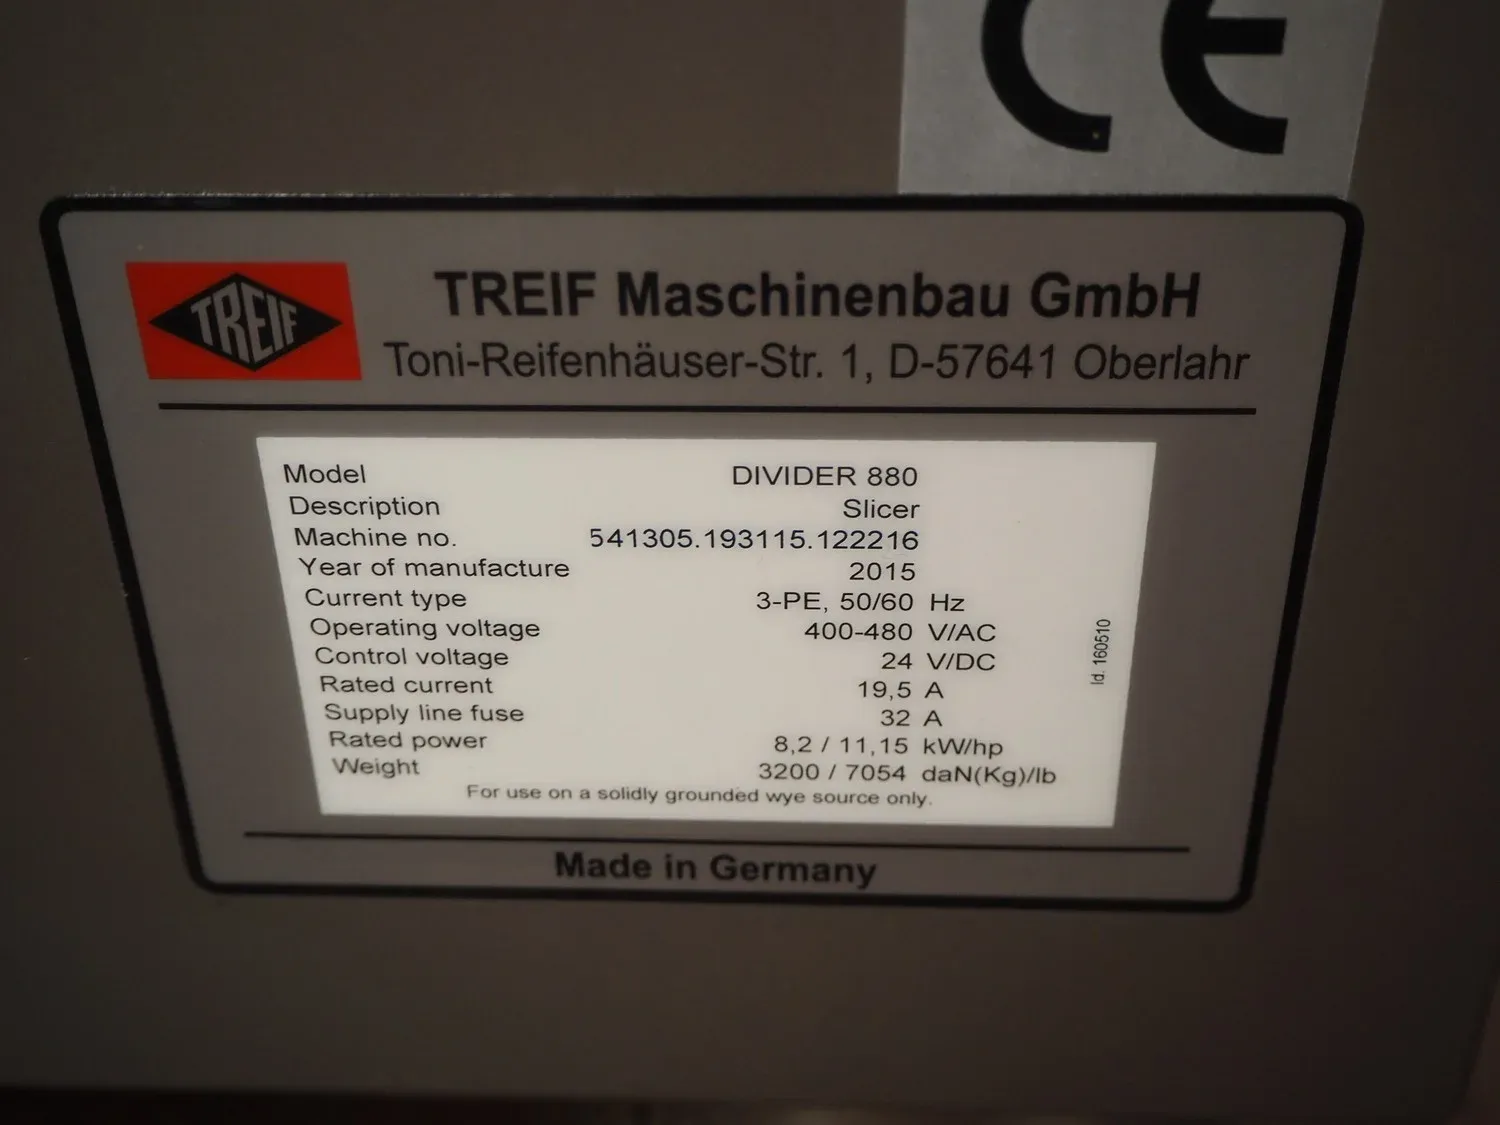 CE
TREIF
TREIF Maschinenbau GmbH
Toni-Reifenhäuser-Str. 1, D-57641 Oberlahr
Model DIVIDER 880
Description Slicer
Machine no. 541305.193115.122216
Year of manufacture 2015
Current type 3-PE, 50/60 Hz
Operating voltage 400-480 V/AC
Control voltage 24 V/DC
Rated current 19,5 A
Supply line fuse 32 A
Rated power 8,2 / 11,15 kW/hp
Weight 3200 / 7054 daN(Kg)/lb
For use on a solidly grounded wye source only.
Id. 160510
Made in Germany